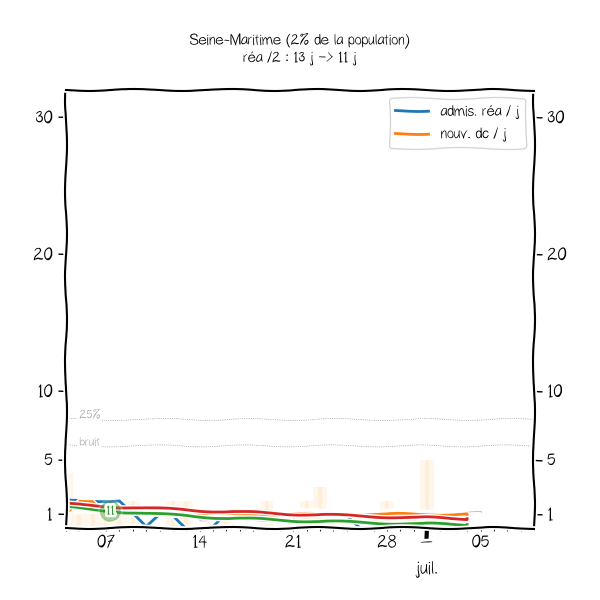 Seine-Maritime (2% de la population)
réa /2 : 13 j -> 11 j
admis. réa / j
nouv. dc / j
30
30
20
20
10
10
25%
bruit
5
5
11
1
1
07
14
21
28
05
juil.